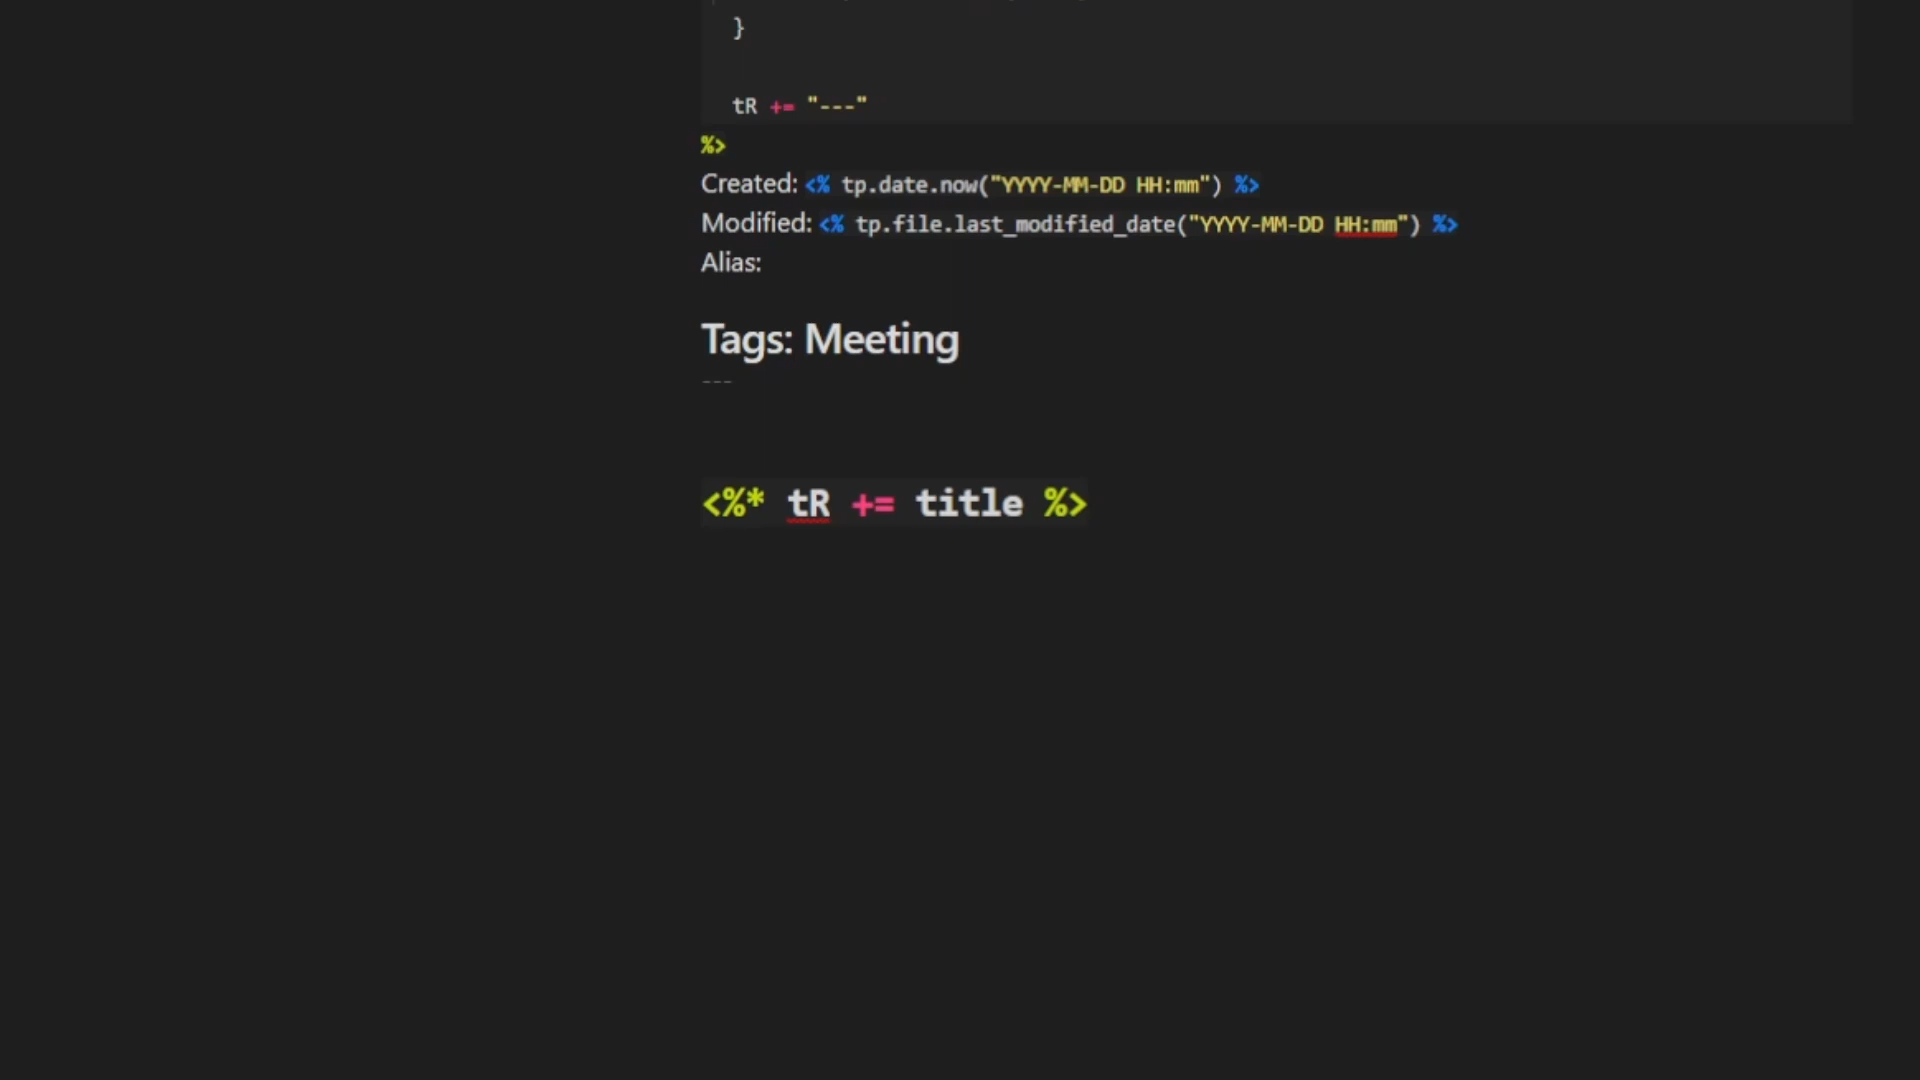 }
tR += "---"
%>
Created: <% tp.date.now("YYYY-MM-DD HH:mm") %>
Modified: <% tp.file.last_modified_date("YYYY-MM-DD HH:mm") %>
Alias:
Tags: Meeting
---
<%* tR += title %>